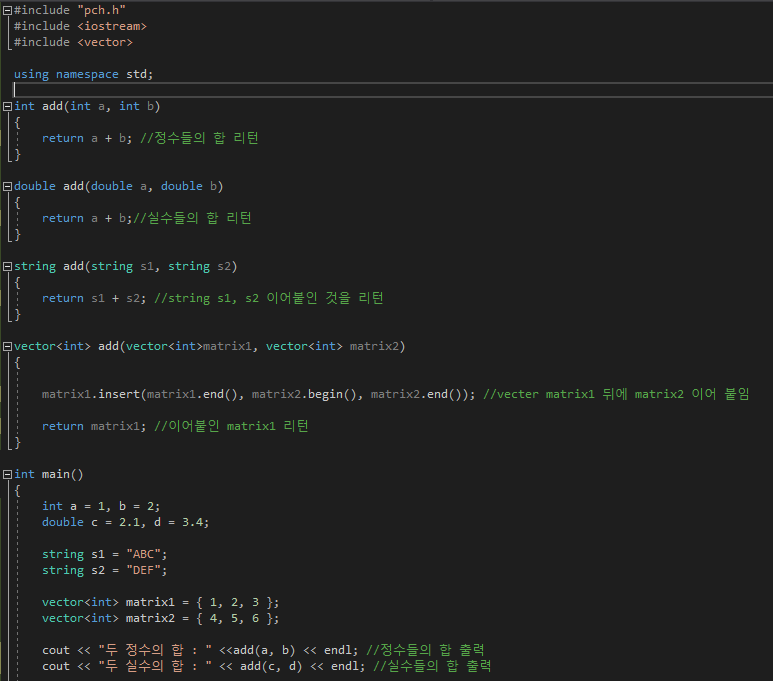 #include "pch.h"
#include <iostream>
#include <vector>
using namespace std;
int add(int a, int b)
{
return a + b; //정수들의 합 리턴
}
double add(double a, double b)
{
return a + b;//실수들의 합 리턴
}
string add(string s1, string s2)
{
return s1 + s2; //string s1, s2 이어붙인 것을 리턴
}
vector<int> add(vector<int>matrix1, vector<int> matrix2)
{
matrix1.insert(matrix1.end(), matrix2.begin(), matrix2.end()); //vecter matrix1 뒤에 matrix2 이어 붙임
return matrix1; //이어붙인 matrix1 리턴
}
int main()
{
int a = 1, b = 2;
double c = 2.1, d = 3.4;
string s1 = "ABC";
string s2 = "DEF";
vector<int> matrix1 = { 1, 2, 3 };
vector<int> matrix2 = { 4, 5, 6 };
cout << "두 정수의 합 : " <<add(a, b) << endl; //정수들의 합 출력
cout << "두 실수의 합 : " << add(c, d) << endl; //실수들의 합 출력